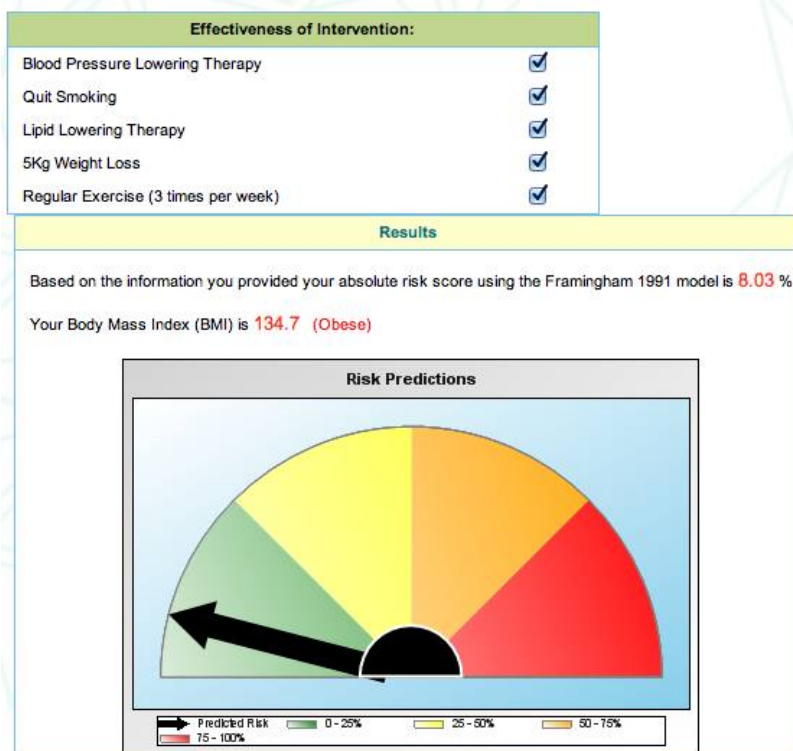 Effectiveness of Intervention:
Blood Pressure Lowering Therapy
Quit Smoking
Lipid Lowering Therapy
5Kg Weight Loss
Regular Exercise (3 times per week)
Results
Based on the information you provided your absolute risk score using the Framingham 1991 model is 8.03 %
Your Body Mass Index (BMI) is 134.7 (Obese)
Risk Predictions
Predicted Risk 0 - 25% 25 - 50% 50 - 75%
75 - 100%